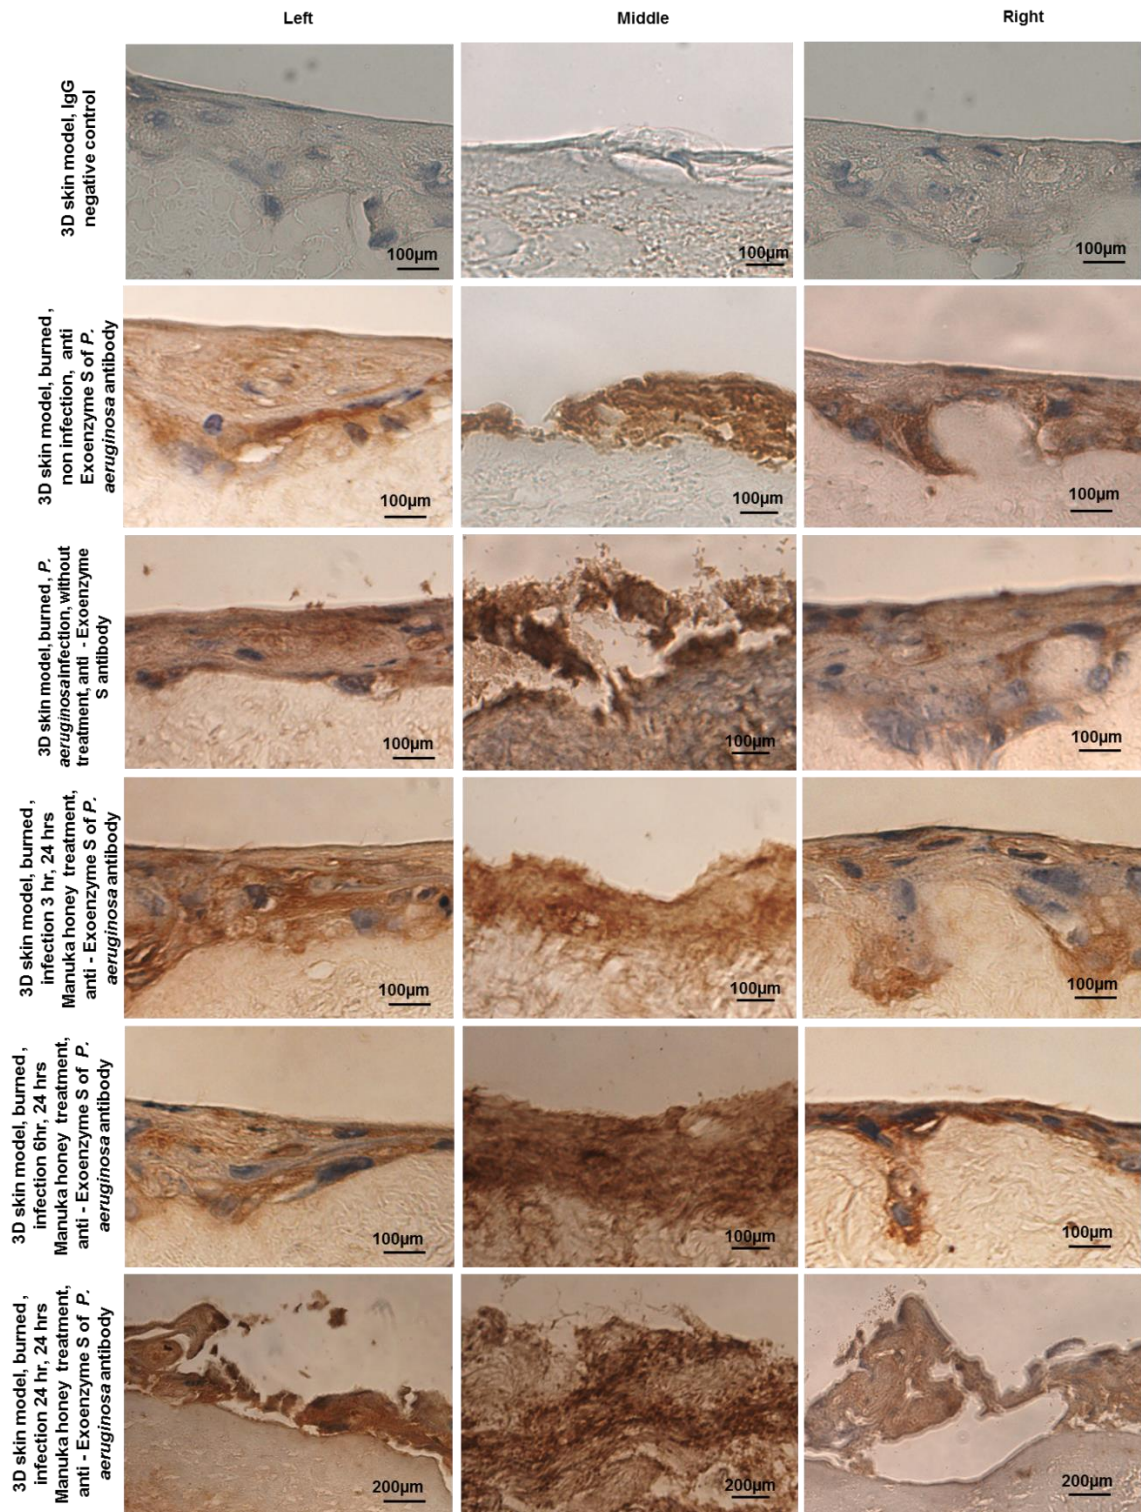 Left
Middle
Right
3D skin model, IgG
negative control
100µm
100µm
100µm
3D skin model, burned ,
non infection, anti
Exoenzyme S of P.
aeruginosa antibody
100µm
100µm
100µm
3D skin model, burned , P.
aeruginosainfection, without
treatment, anti - Exoenzyme
S antibody
100µm
100µm
100µm
3D skin model, burned ,
infection 3 hr, 24 hrs
Manuka honey treatment,
anti - Exoenzyme S of P.
aeruginosa antibody
100µm
100µm
100µm
3D skin model, burned ,
infection 6hr, 24 hrs
Manuka honey treatment,
anti - Exoenzyme S of P.
aeruginosa antibody
100µm
100µm
100µm
3D skin model, burned ,
infection 24 hr, 24 hrs
Manuka honey treatment,
anti - Exoenzyme S of P.
aeruginosa antibody
200µm
200µm
200µm